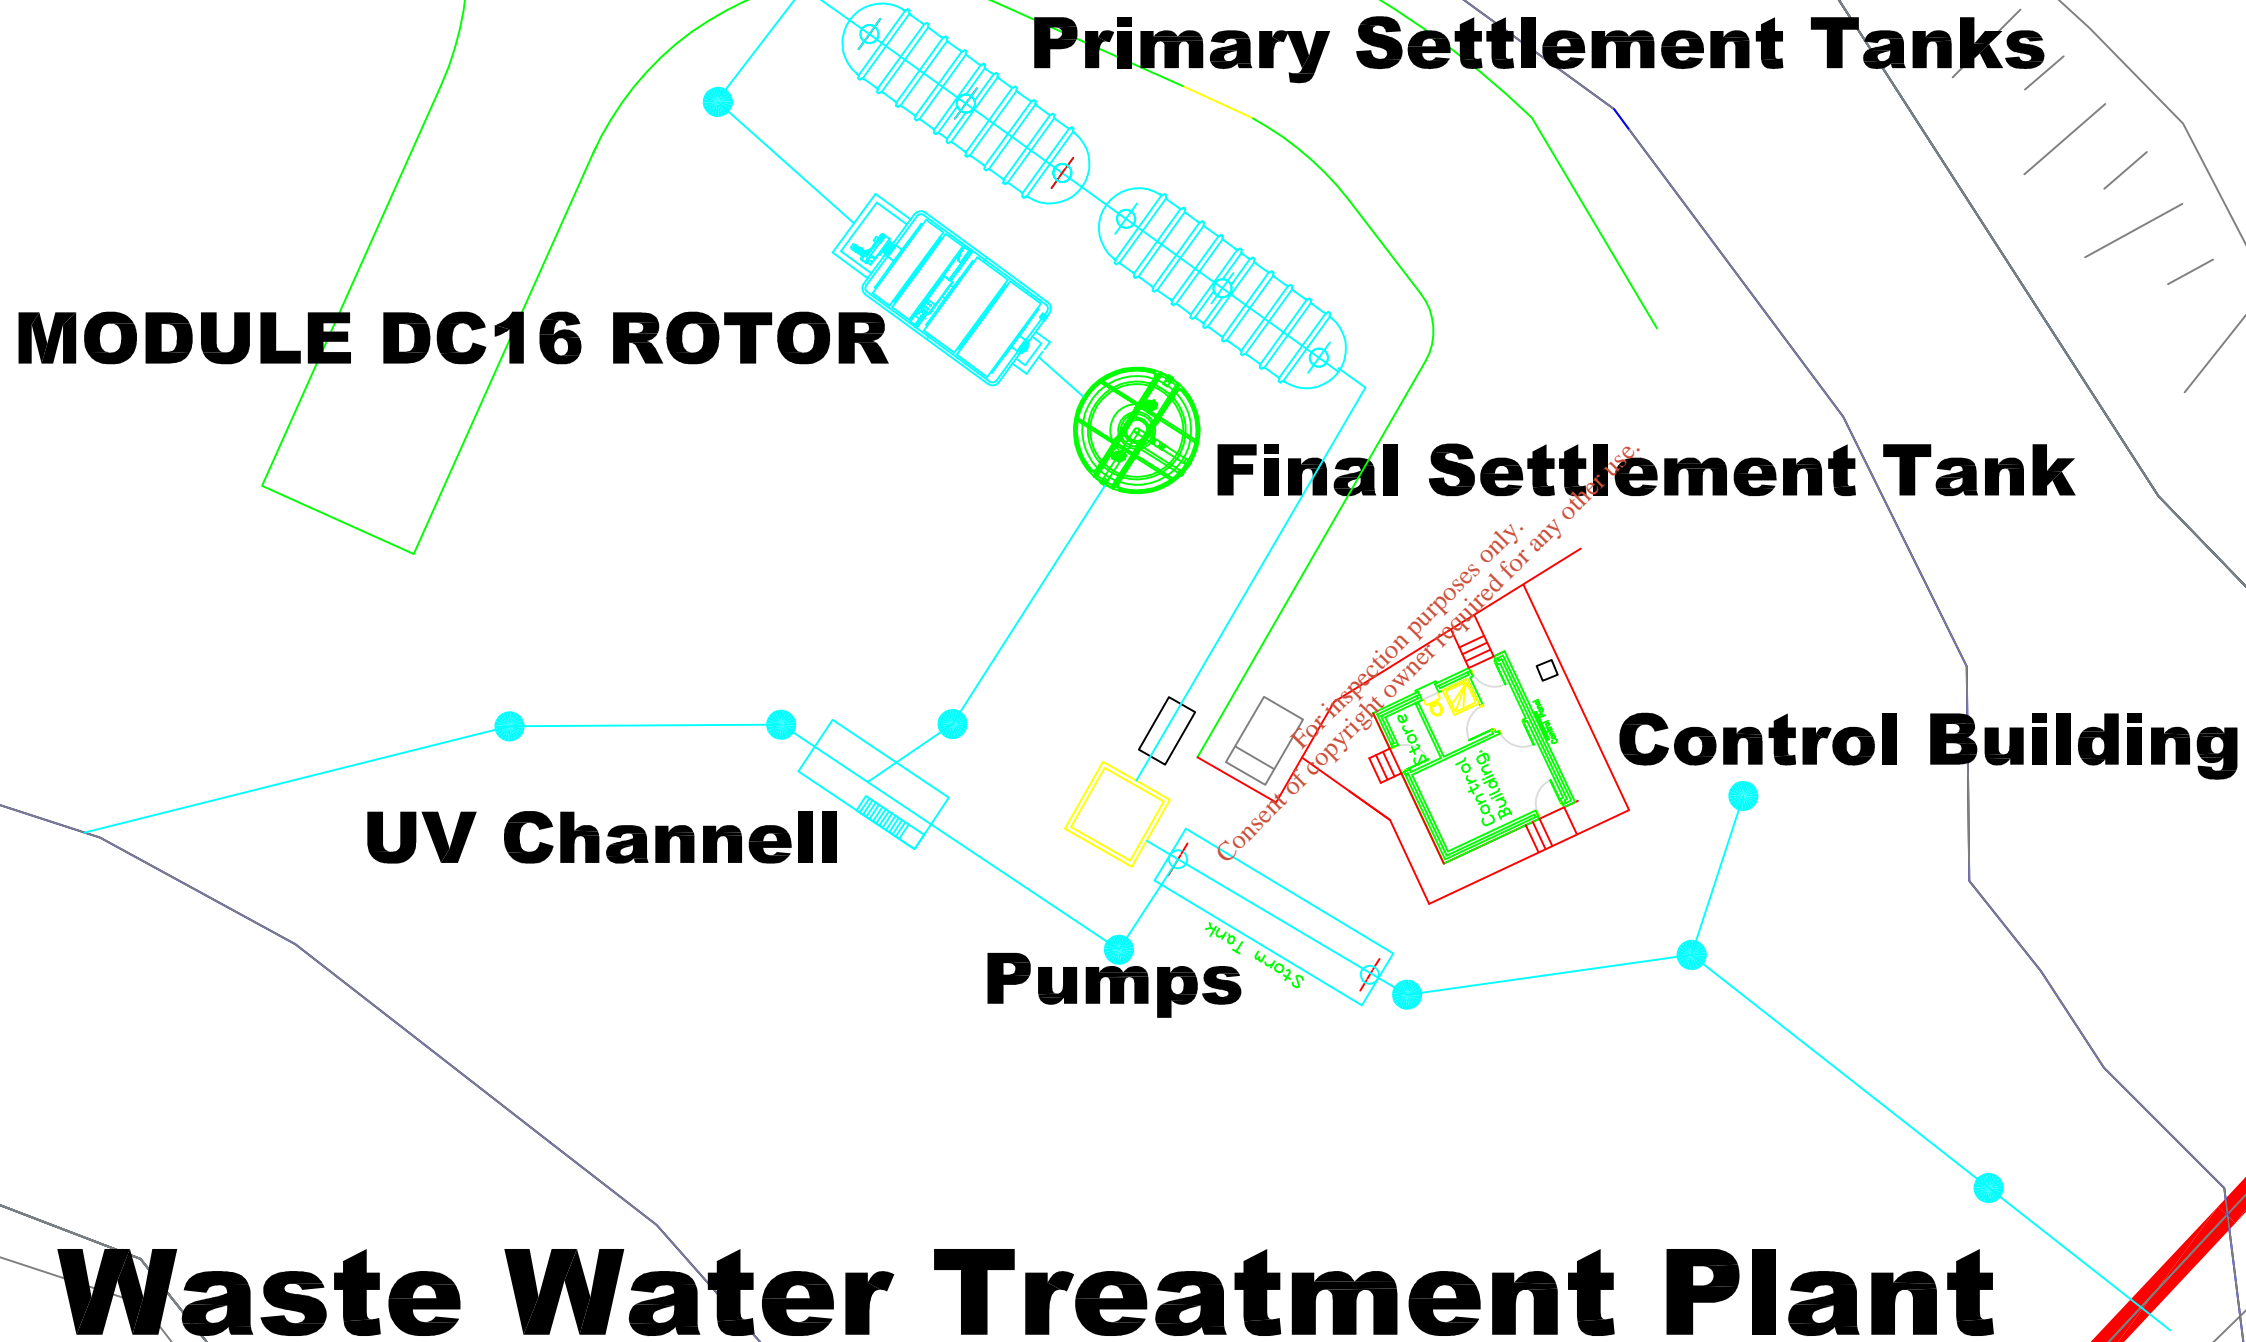 Primary Settlement Tanks
MODULE DC16 ROTOR
Final Settlement Tank
For inspection purposes only.
Consent of copyright owner required for any other use.
Store
Control
Building.
Control Building
UV Channell
Storm Tank
Pumps
Waste Water Treatment Plant